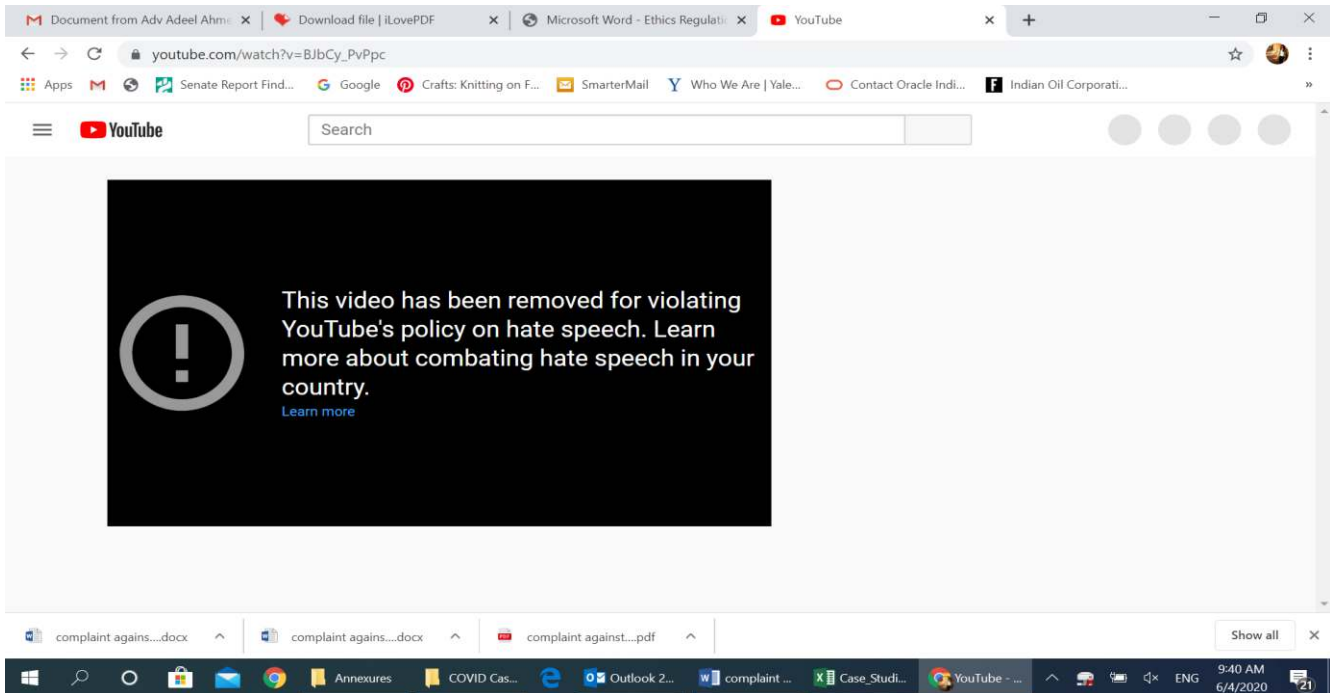 Document from Adv Adeel Ahme
Download file | iLovePDF
Microsoft Word - Ethics Regulatio
YouTube
youtube.com/watch?v=BJbCy_PvPpc
Apps
Senate Report Find...
Google
Crafts: Knitting on F...
SmarterMail
Who We Are | Yale...
Contact Oracle Indi...
Indian Oil Corporati...
»
YouTube
Search
This video has been removed for violating
YouTube's policy on hate speech. Learn
more about combating hate speech in your
country.
Learn more
complaint agains....docx
complaint agains....docx
complaint against....pdf
Show all
Annexures
COVID Cas...
Outlook 2...
complaint ...
Case_Studi...
YouTube - ...
ENG
9:40 AM
6/4/2020
21